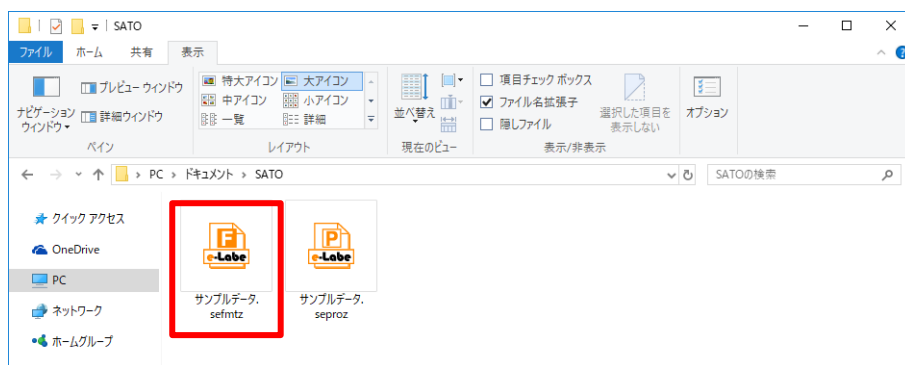 SATO
ファイル ホーム 共有 表示
ナビゲーション ウィンドウ
プレビュー ウィンドウ
詳細ウィンドウ
ペイン
特大アイコン 大アイコン
中アイコン 小アイコン
一覧 詳細
レイアウト
並べ替え
現在のビュー
項目チェック ボックス
ファイル名拡張子
隠しファイル
選択した項目を
表示しない
表示/非表示
オプション
PC › ドキュメント › SATO
SATOの検索
クイック アクセス
OneDrive
PC
ネットワーク
ホームグループ
F
e-Labe
サンプルデータ.
sefmtz
P
e-Labe
サンプルデータ.
seproz